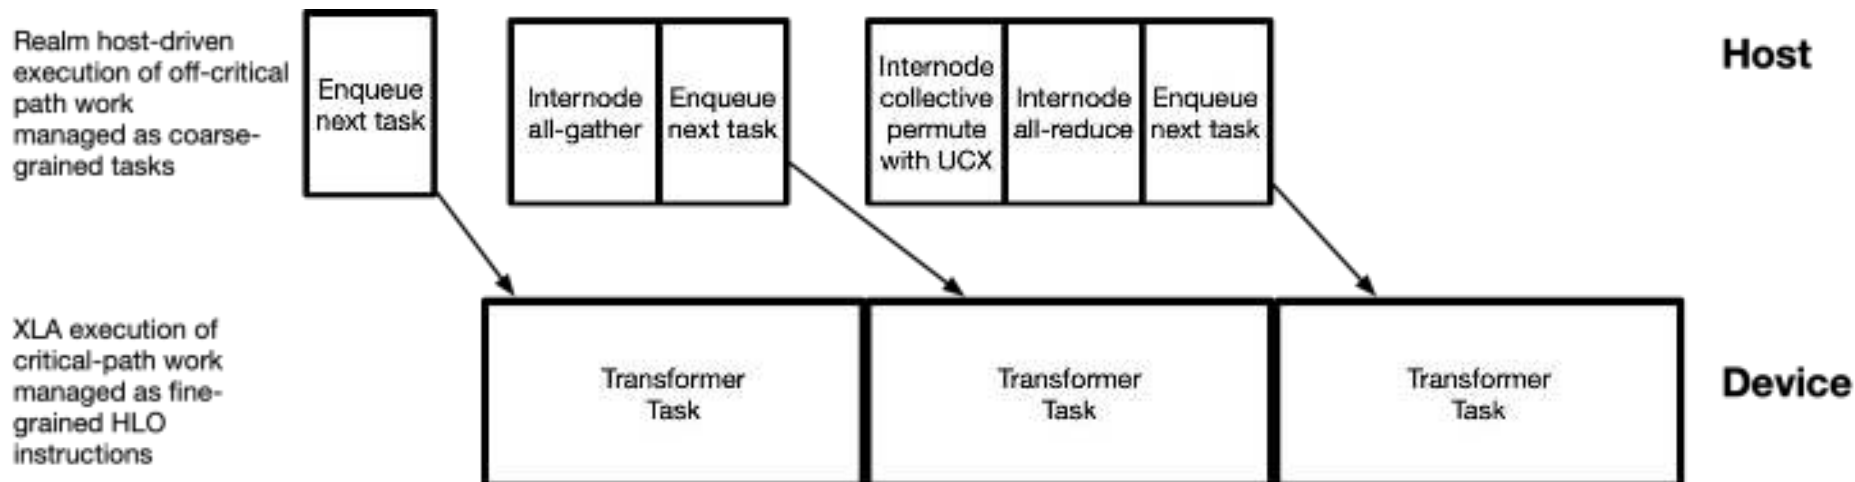 Realm host-driven
execution of off-critical
path work
managed as coarse-
grained tasks
Enqueue
next task
Internode
all-gather
Enqueue
next task
Internode
collective
permute
with UCX
Internode
all-reduce
Enqueue
next task
Host
XLA execution of
critical-path work
managed as fine-
grained HLO
instructions
Transformer
Task
Transformer
Task
Transformer
Task
Device